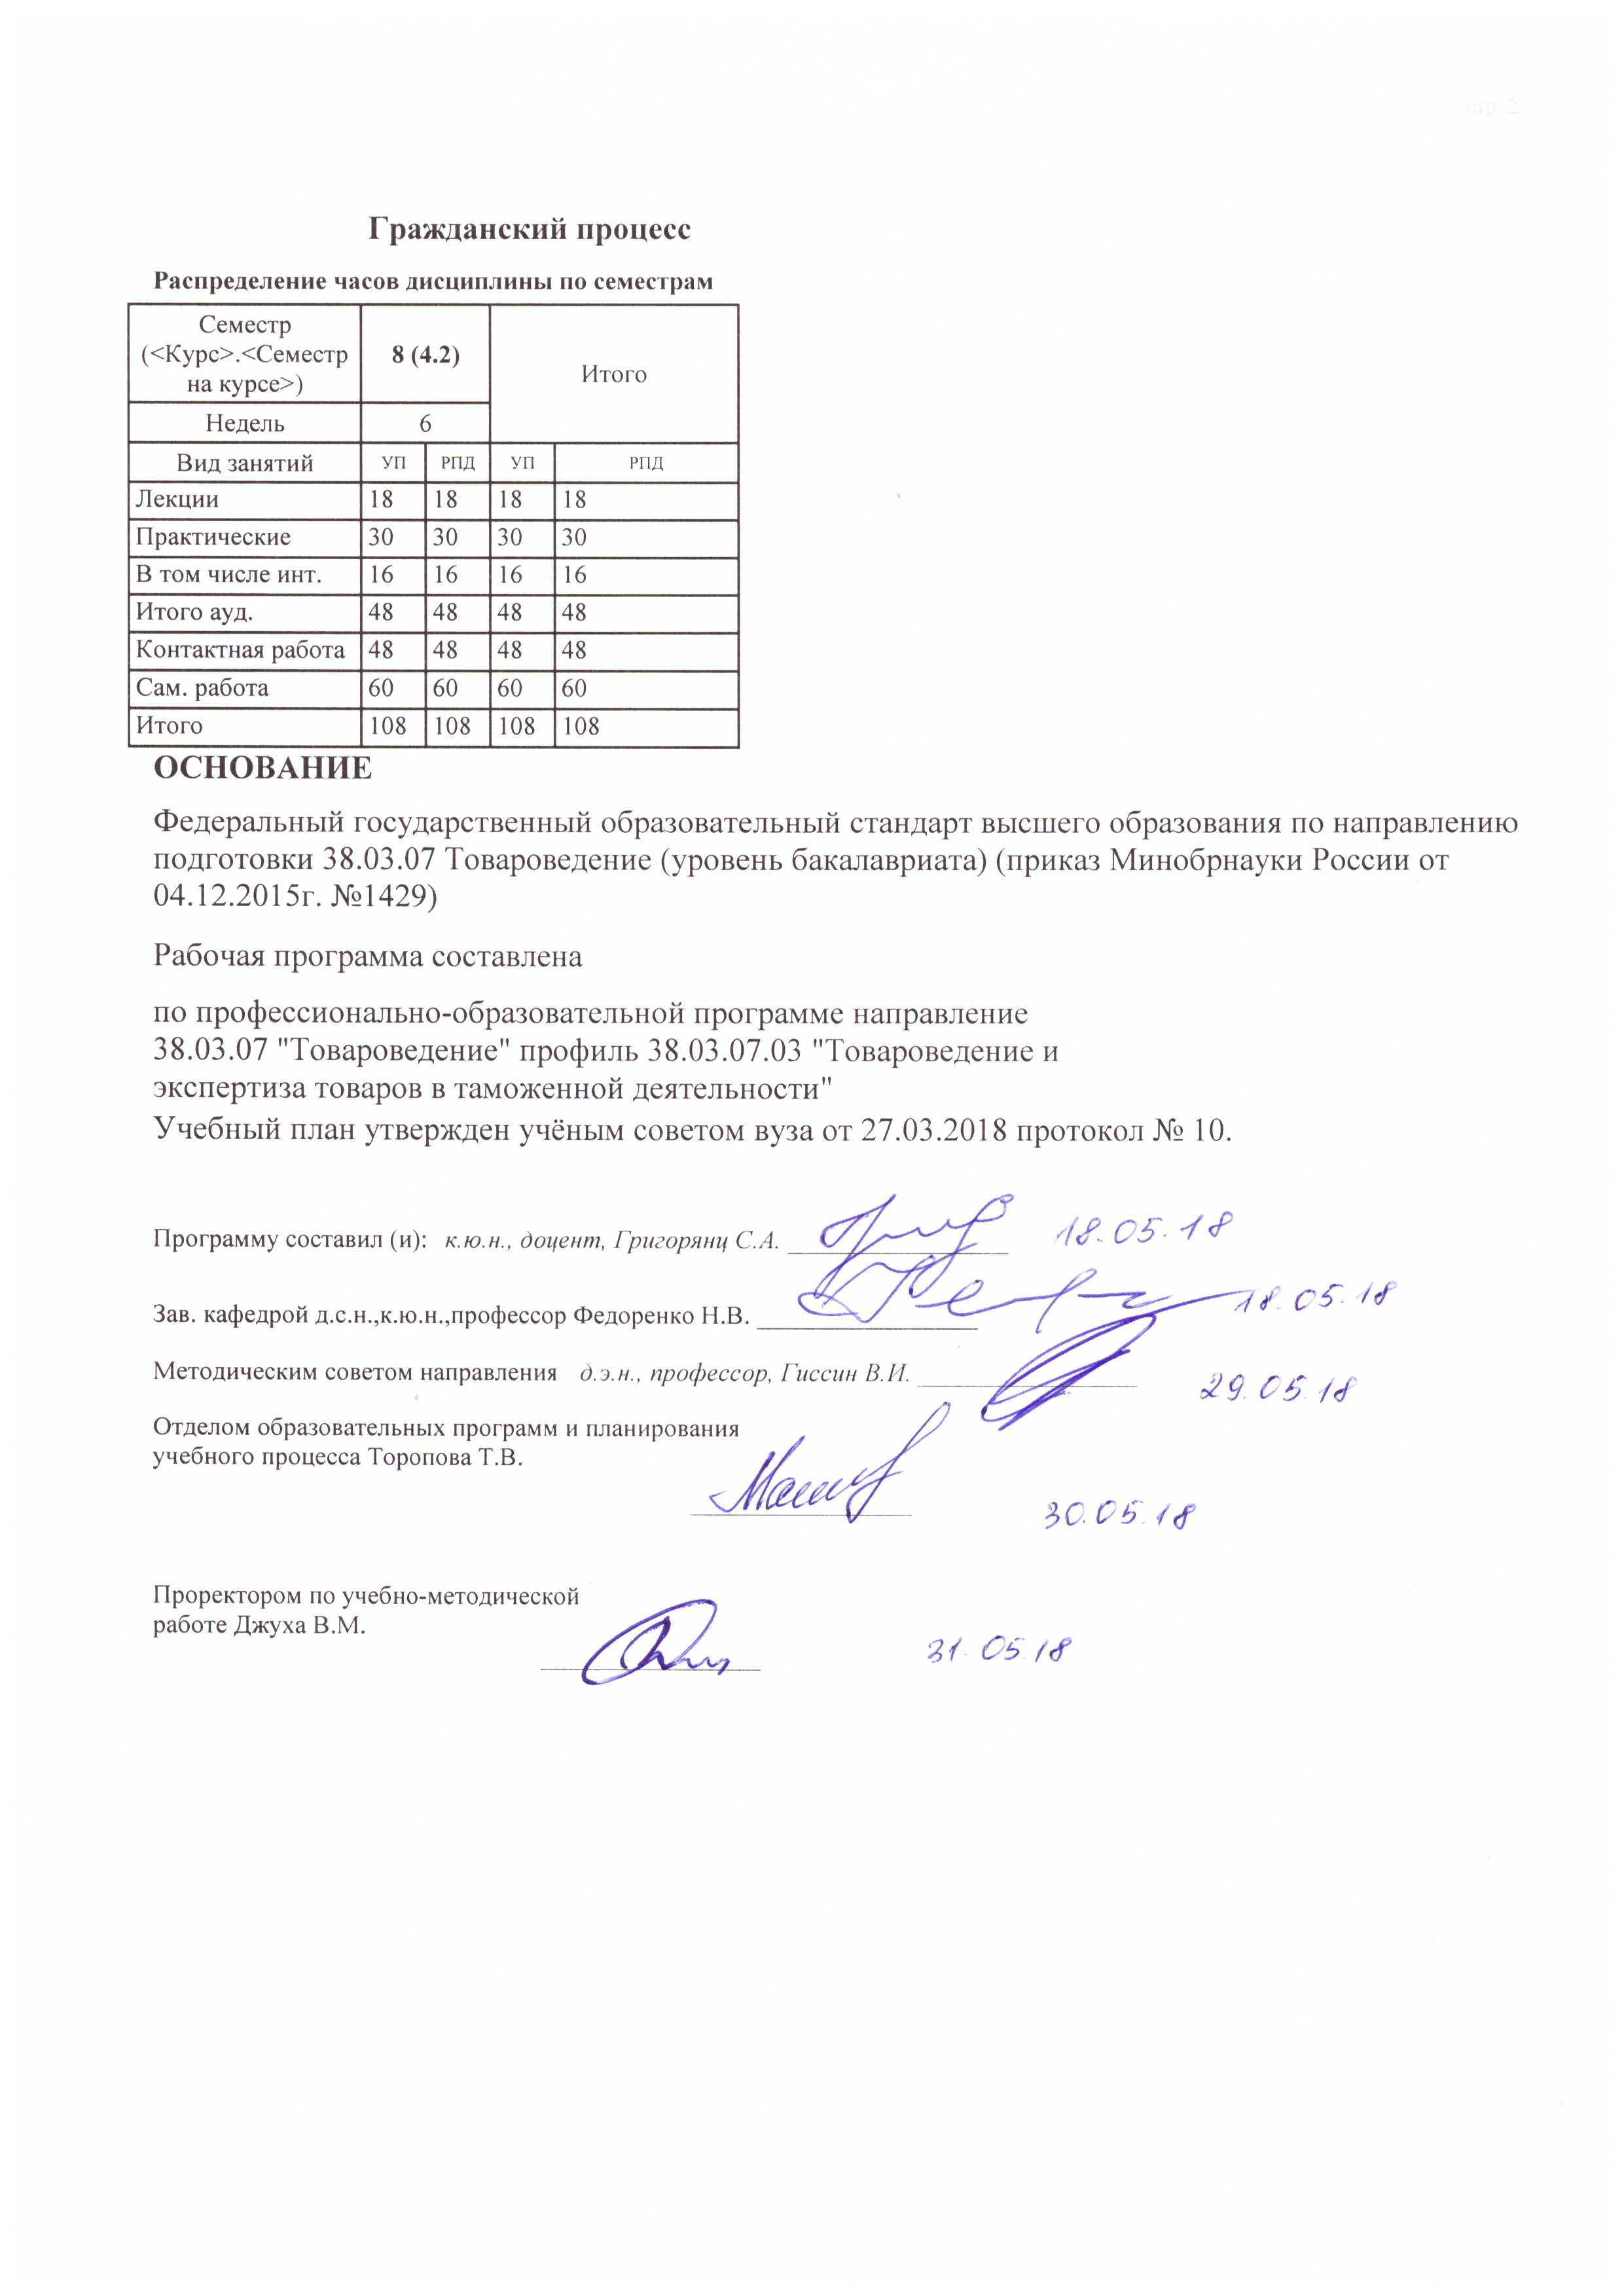 стр. 2
Гражданский процесс
Распределение часов дисциплины по семестрам
Семестр
(<Курс>.<Семестр
на курсе>)
8 (4.2)
Итого
Недель 6
Вид занятий УП РПД УП РПД
Лекции 18 18 18 18
Практические 30 30 30 30
В том числе инт. 16 16 16 16
Итого ауд. 48 48 48 48
Контактная работа 48 48 48 48
Сам. работа 60 60 60 60
Итого 108 108 108 108
ОСНОВАНИЕ
Федеральный государственный образовательный стандарт высшего образования по направлению
подготовки 38.03.07 Товароведение (уровень бакалавриата) (приказ Минобрнауки России от
04.12.2015г. №1429)
Рабочая программа составлена
по профессионально-образовательной программе направление
38.03.07 "Товароведение" профиль 38.03.07.03 "Товароведение и
экспертиза товаров в таможенной деятельности"
Учебный план утвержден учёным советом вуза от 27.03.2018 протокол № 10.
Программу составил (и): к.ю.н., доцент, Григорянц С.А. 18.05.18
Зав. кафедрой д.с.н.,к.ю.н.,профессор Федоренко Н.В. 18.05.18
Методическим советом направления д.э.н., профессор, Гиссин В.И. 29.05.18
Отделом образовательных программ и планирования
учебного процесса Торопова Т.В.
30.05.18
Проректором по учебно-методической
работе Джуха В.М.
31.05.18